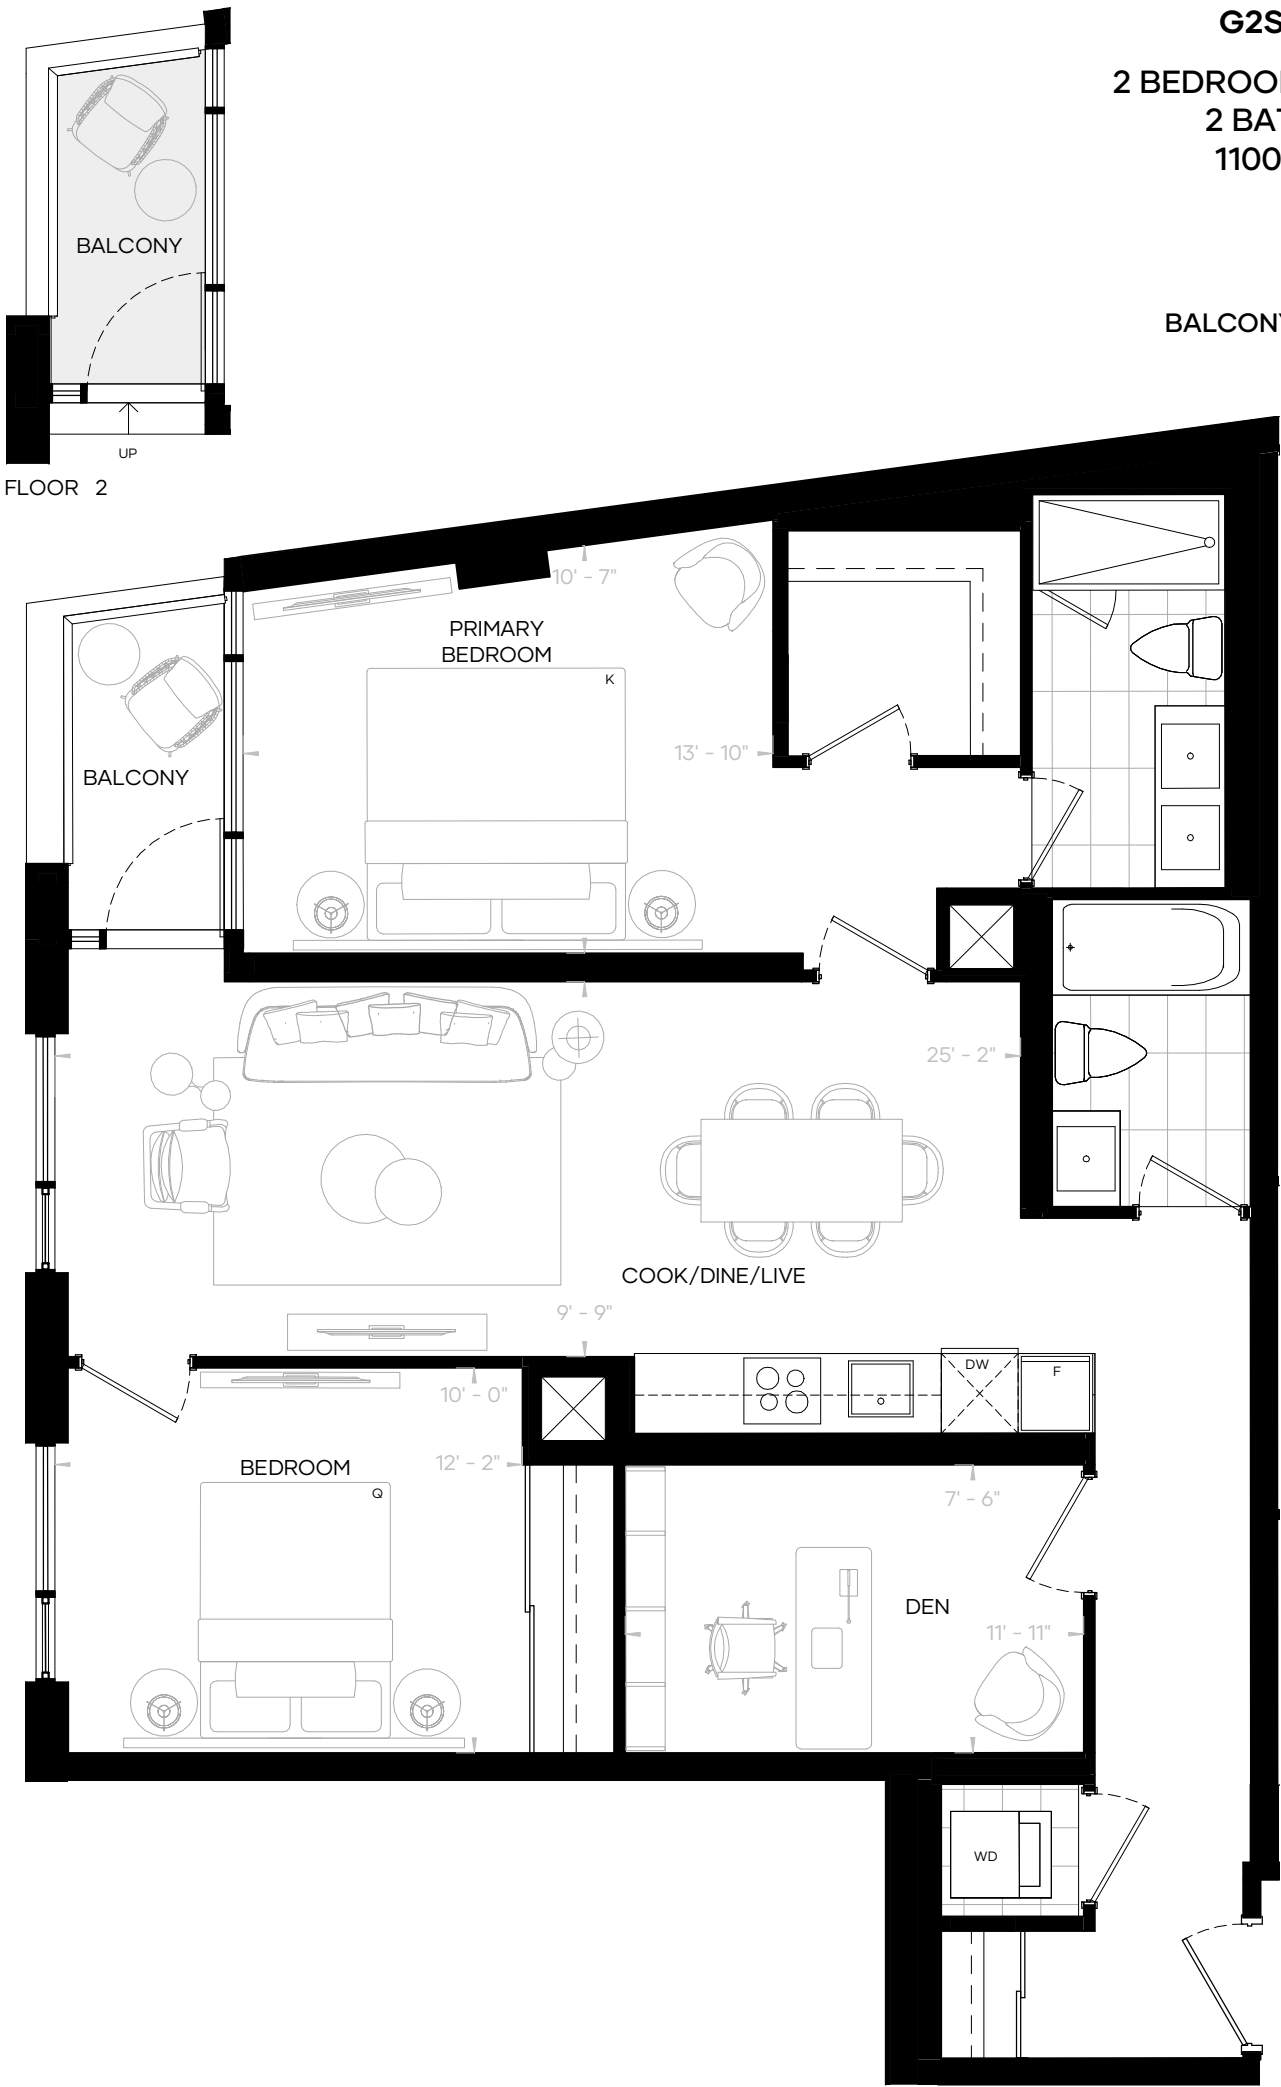 G2S
2 BEDROO
2 BA
1100
BALCONY
BALCONY
UP
FLOOR 2
10' - 7"
PRIMARY
BEDROOM
K
13' - 10"
BALCONY
25' - 2"
COOK/DINE/LIVE
9' - 9"
DW
F
10' - 0"
12' - 2"
BEDROOM
Q
7' - 6"
DEN
11' - 11"
WD